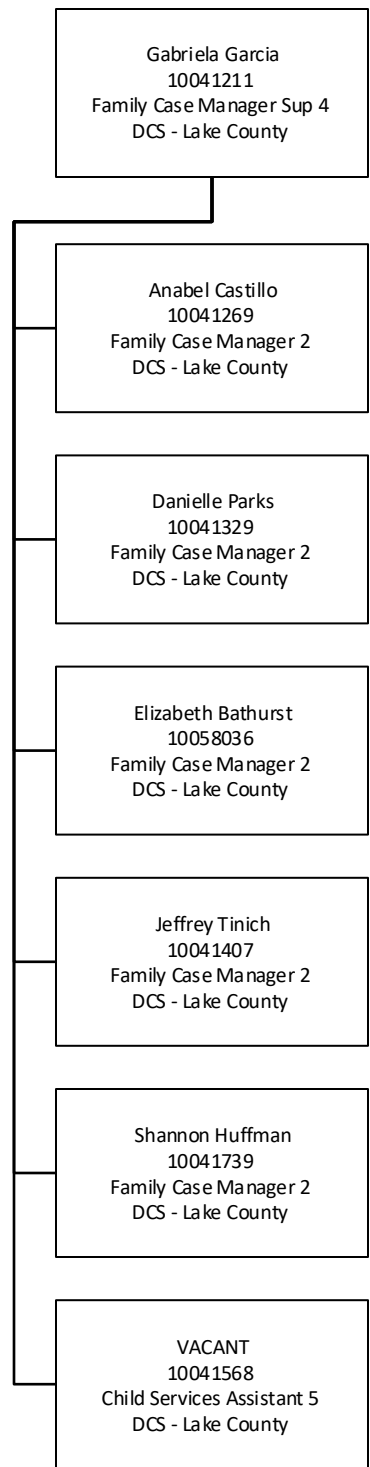 Gabriela Garcia
10041211
Family Case Manager Sup 4
DCS - Lake County
Anabel Castillo
10041269
Family Case Manager 2
DCS - Lake County
Danielle Parks
10041329
Family Case Manager 2
DCS - Lake County
Elizabeth Bathurst
10058036
Family Case Manager 2
DCS - Lake County
Jeffrey Tinich
10041407
Family Case Manager 2
DCS - Lake County
Shannon Huffman
10041739
Family Case Manager 2
DCS - Lake County
VACANT
10041568
Child Services Assistant 5
DCS - Lake County